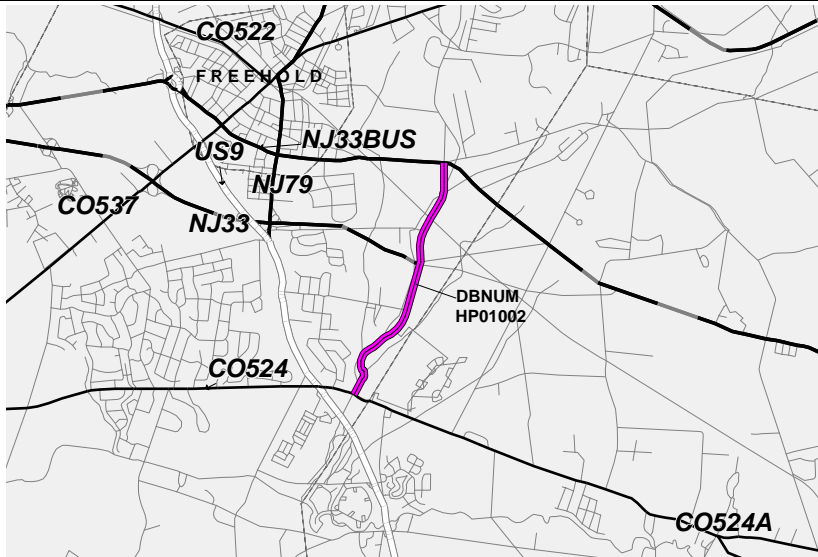 CO522
FREEHOLD
NJ33BUS
US9
NJ79
CO537
NJ33
DBNUM
HP01002
CO524
CO524A